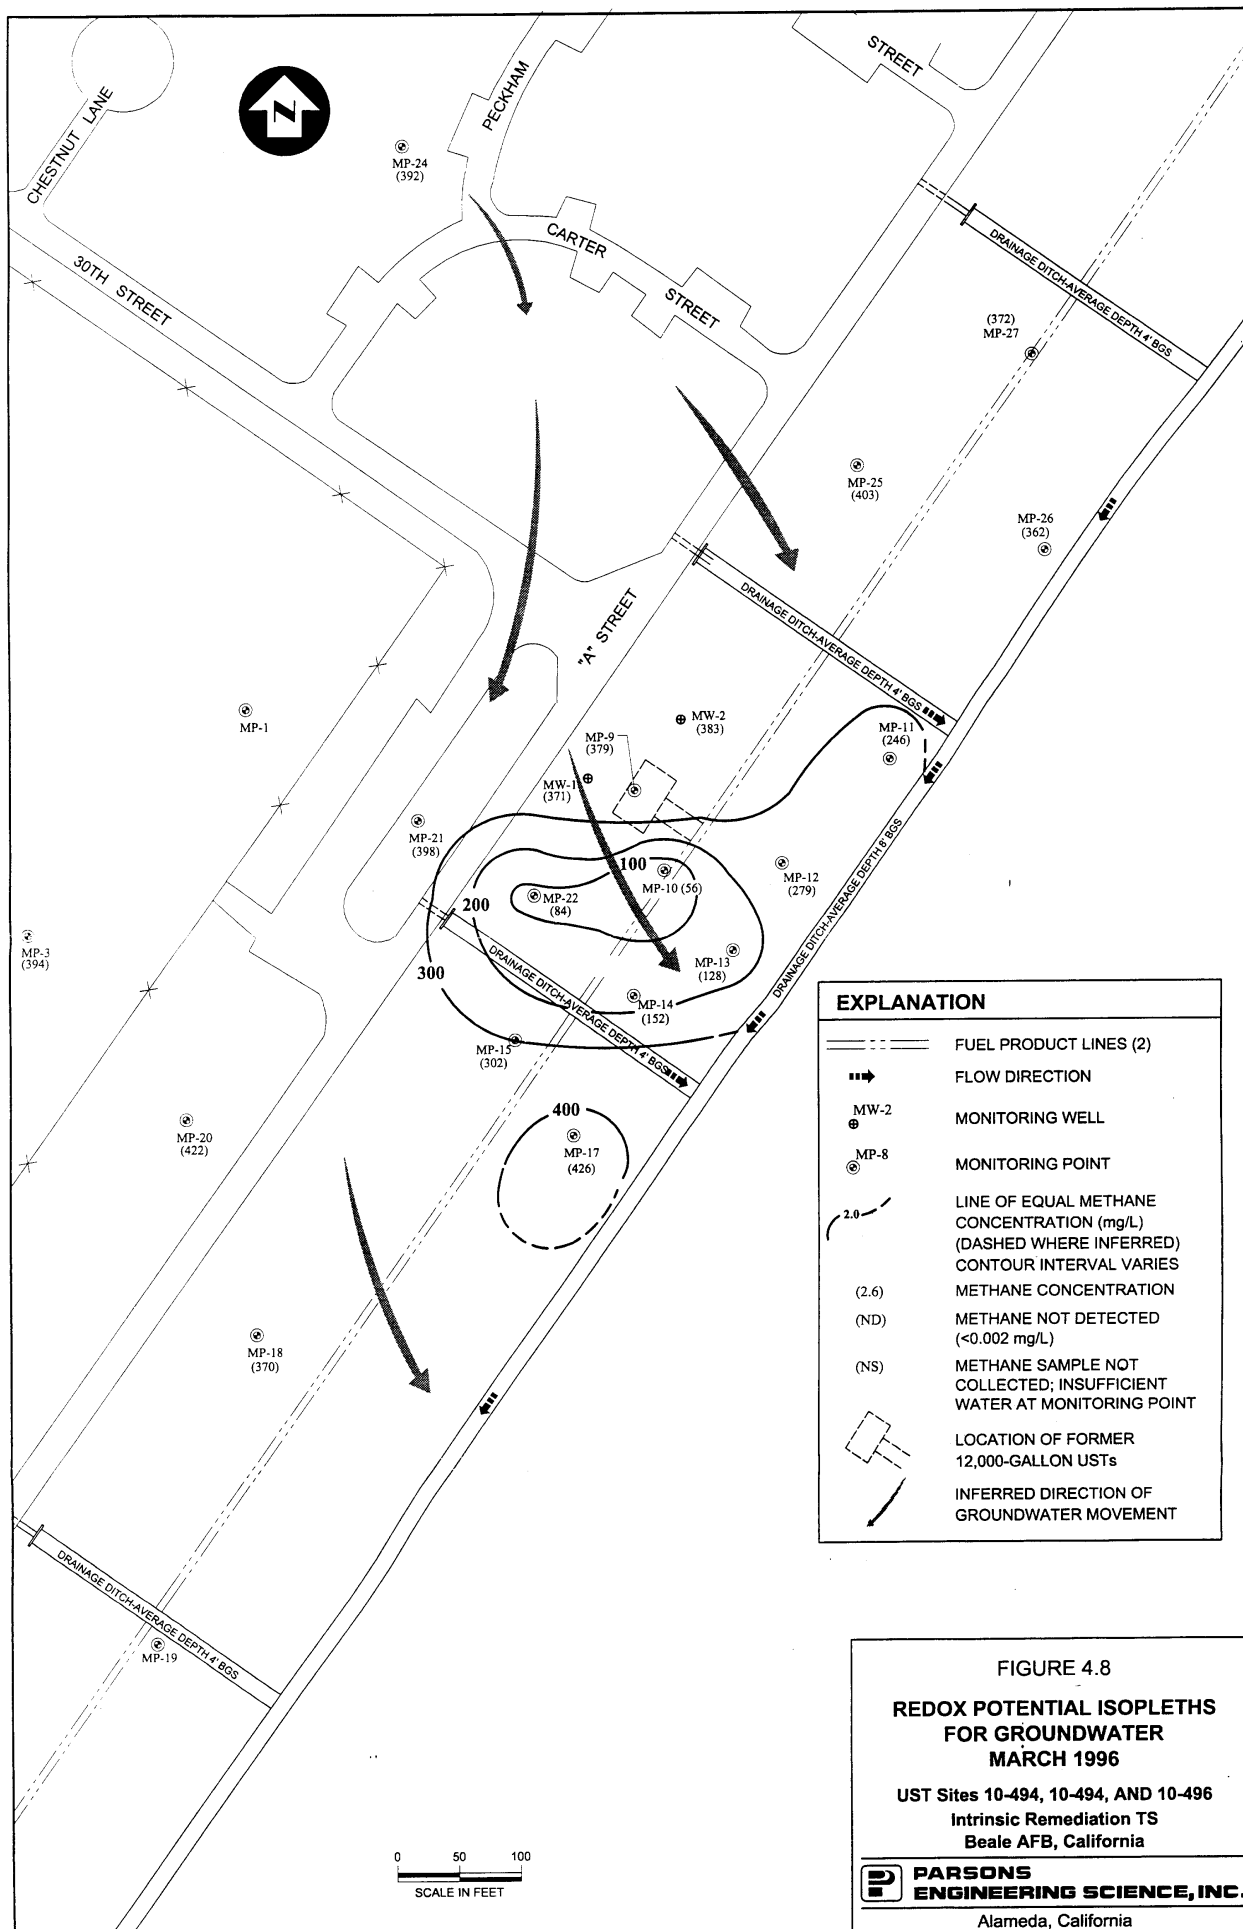 STREET
PECKHAM
CHESTNUT LANE
N
MP-24
(392)
CARTER
STREET
30TH STREET
DRAINAGE DITCH-AVERAGE DEPTH 4' BGS
(372)
MP-27
MP-25
(403)
MP-26
(362)
DRAINAGE DITCH-AVERAGE DEPTH 4' BGS
"A" STREET
MP-1
MW-2
(383)
MP-9
(379)
MP-11
(246)
MW-1
(371)
MP-21
(398)
100
MP-10 (56)
MP-12
(279)
MP-22
(84)
200
DRAINAGE DITCH-AVERAGE DEPTH 8' BGS
MP-3
(394)
300
MP-13
(128)
DRAINAGE DITCH-AVERAGE DEPTH 4' BGS
MP-14
(152)
MP-15
(302)
400
MP-17
(426)
MP-20
(422)
MP-18
(370)
DRAINAGE DITCH-AVERAGE DEPTH 4' BGS
MP-19
EXPLANATION
FUEL PRODUCT LINES (2)
FLOW DIRECTION
MW-2
MONITORING WELL
MP-8
MONITORING POINT
2.0
LINE OF EQUAL METHANE
CONCENTRATION (mg/L)
(DASHED WHERE INFERRED)
CONTOUR INTERVAL VARIES
(2.6) METHANE CONCENTRATION
(ND) METHANE NOT DETECTED
(<0.002 mg/L)
(NS) METHANE SAMPLE NOT
COLLECTED; INSUFFICIENT
WATER AT MONITORING POINT
LOCATION OF FORMER
12,000-GALLON USTs
INFERRED DIRECTION OF
GROUNDWATER MOVEMENT
0 50 100
SCALE IN FEET
FIGURE 4.8
REDOX POTENTIAL ISOPLETHS
FOR GROUNDWATER
MARCH 1996
UST Sites 10-494, 10-494, AND 10-496
Intrinsic Remediation TS
Beale AFB, California
PARSONS
ENGINEERING SCIENCE, INC.
Alameda, California